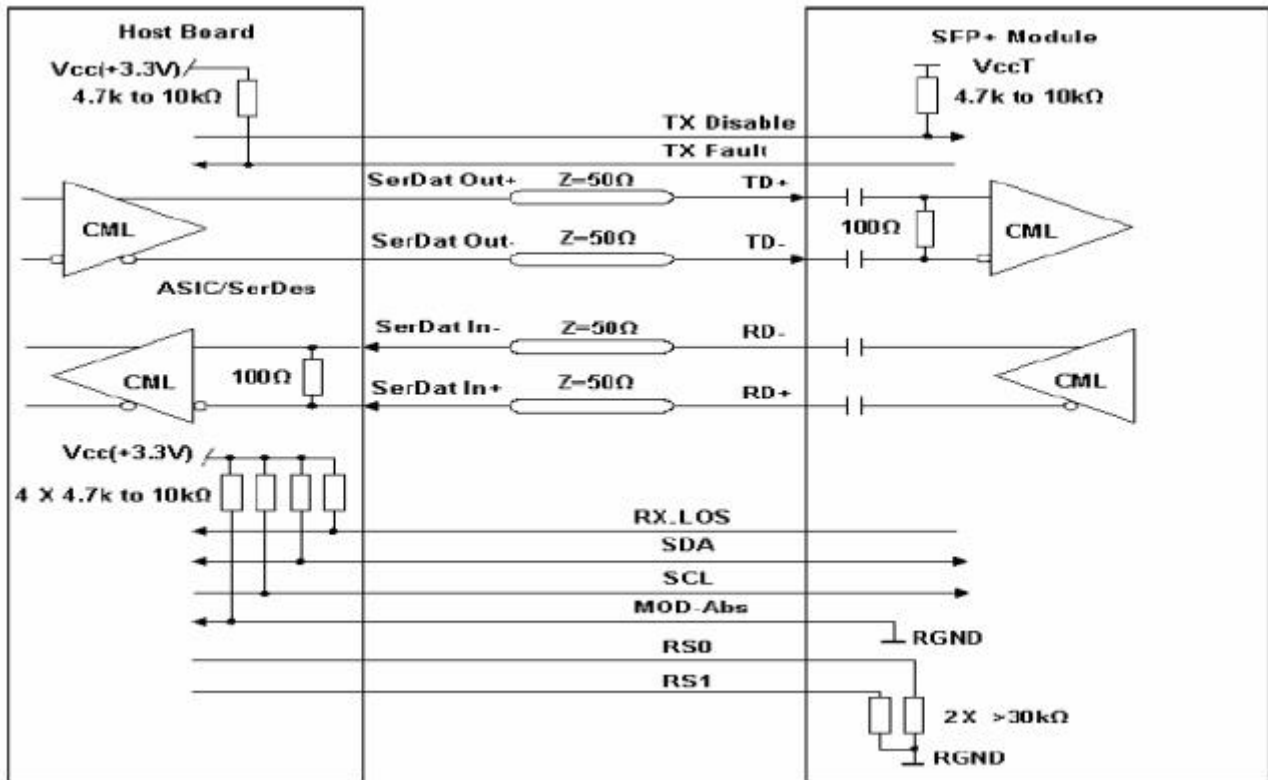 Host Board
SFP+ Module
Vcc(+3.3V)
VccT
4.7k to 10kΩ
4.7k to 10kΩ
TX Disable
TX Fault
SerDat Out+
Z=50Ω
TD+
CML
100Ω
CML
SerDat Out-
Z=50Ω
TD-
ASIC/SerDes
SerDat In-
Z=50Ω
RD-
CML
100Ω
CML
SerDat In+
Z=50Ω
RD+
Vcc(+3.3V)
4 X 4.7k to 10kΩ
RX.LOS
SDA
SCL
MOD-Abs
RGND
RS0
RS1
2X >30kΩ
RGND